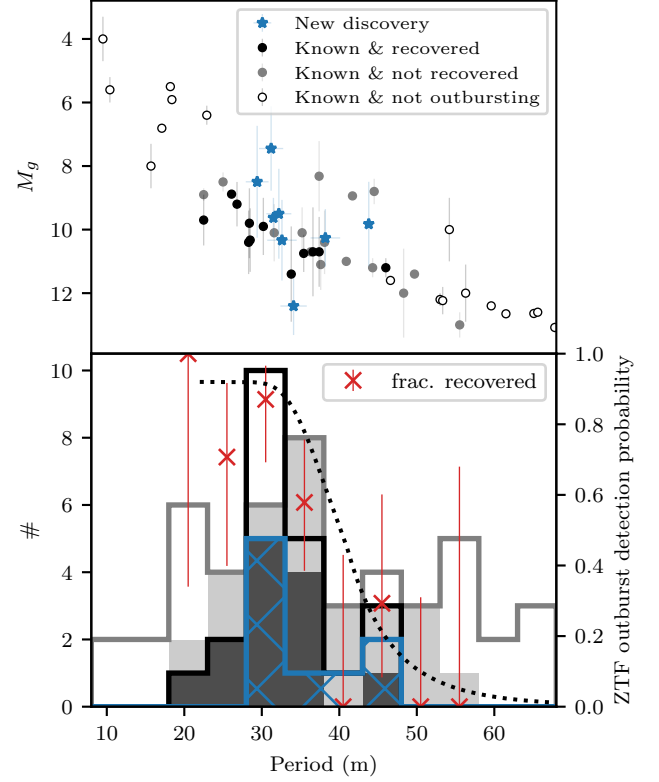 New discovery
Known & recovered
Known & not recovered
Known & not outbursting
4
6
8
10
12
M_g
frac. recovered
10
8
6
4
2
0
#
1.0
0.8
0.6
0.4
0.2
0.0
ZTF outburst detection probability
10 20 30 40 50 60
Period (m)